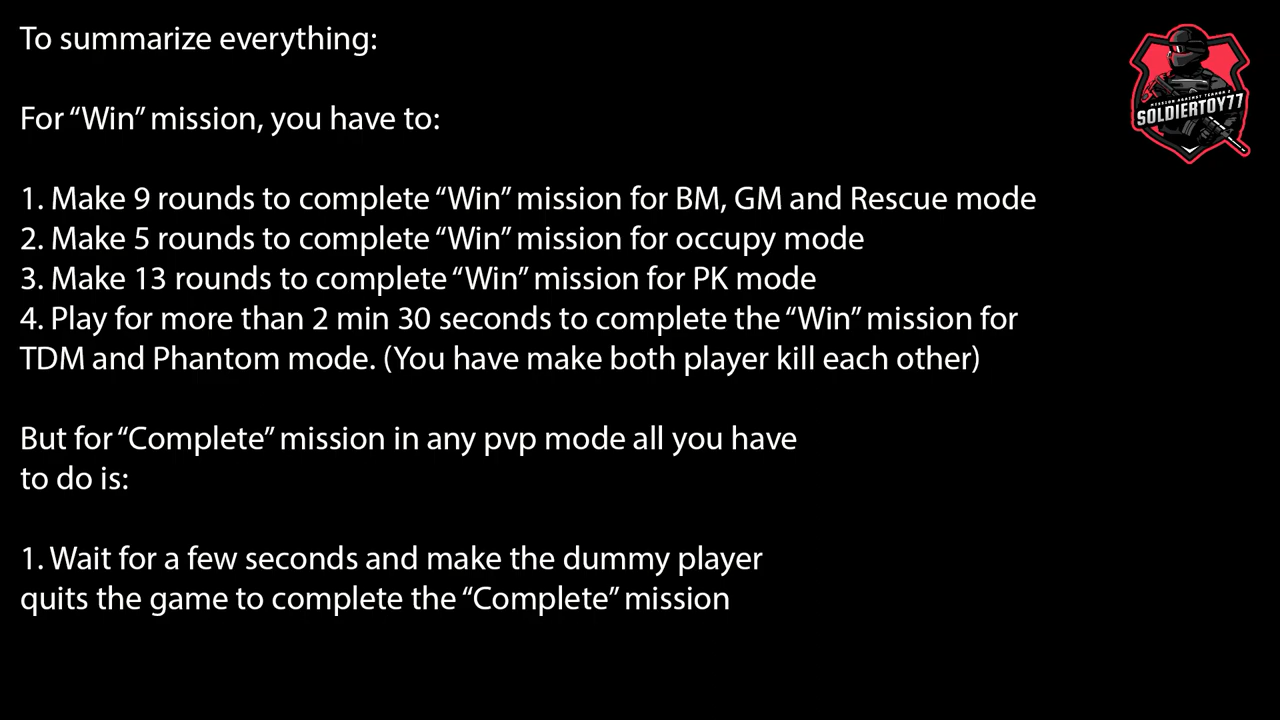 To summarize everything:
For “Win” mission, you have to:
1. Make 9 rounds to complete “Win” mission for BM, GM and Rescue mode
2. Make 5 rounds to complete “Win” mission for occupy mode
3. Make 13 rounds to complete “Win” mission for PK mode
4. Play for more than 2 min 30 seconds to complete the “Win” mission for
TDM and Phantom mode. (You have make both player kill each other)
But for “Complete” mission in any pvp mode all you have
to do is:
1. Wait for a few seconds and make the dummy player
quits the game to complete the “Complete” mission
MISSION AGAINST TERROR 2
SOLDIERTOY77